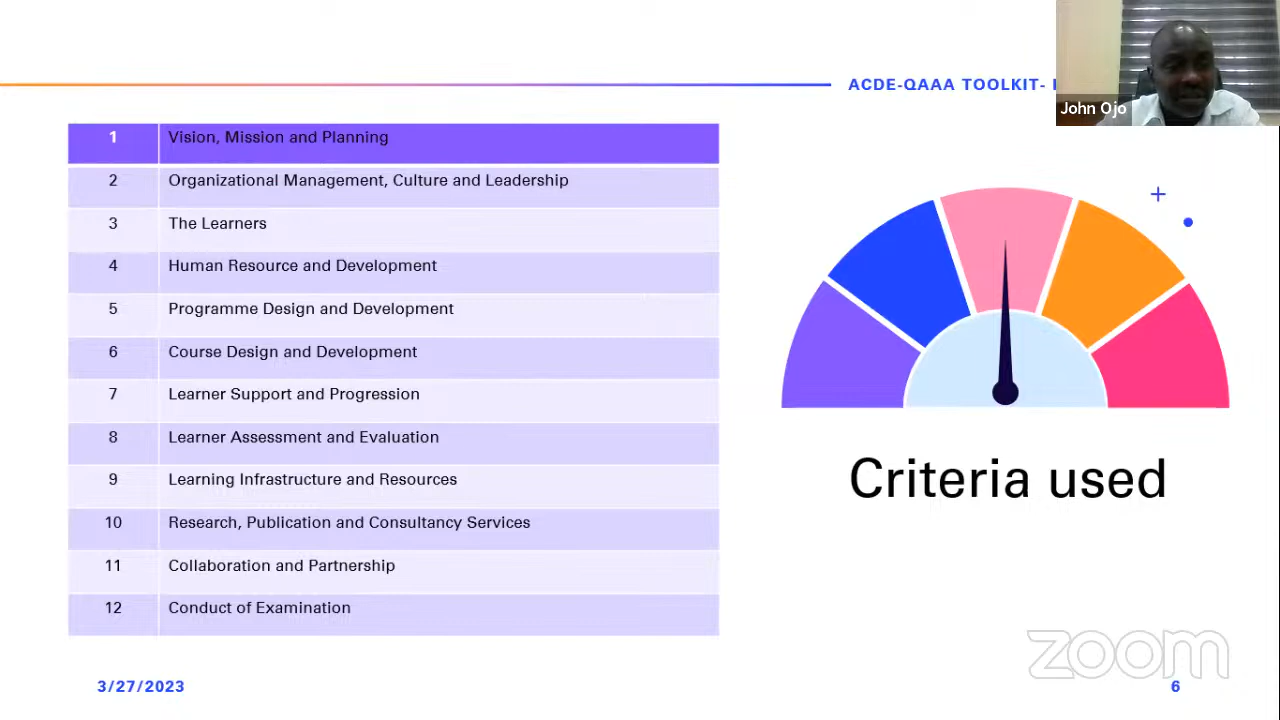 ACDE-QAAA TOOLKIT-
John Ojo
1 Vision, Mission and Planning
2 Organizational Management, Culture and Leadership
3 The Learners
4 Human Resource and Development
5 Programme Design and Development
6 Course Design and Development
7 Learner Support and Progression
8 Learner Assessment and Evaluation
9 Learning Infrastructure and Resources
10 Research, Publication and Consultancy Services
11 Collaboration and Partnership
12 Conduct of Examination
Criteria used
zoom
3/27/2023
6